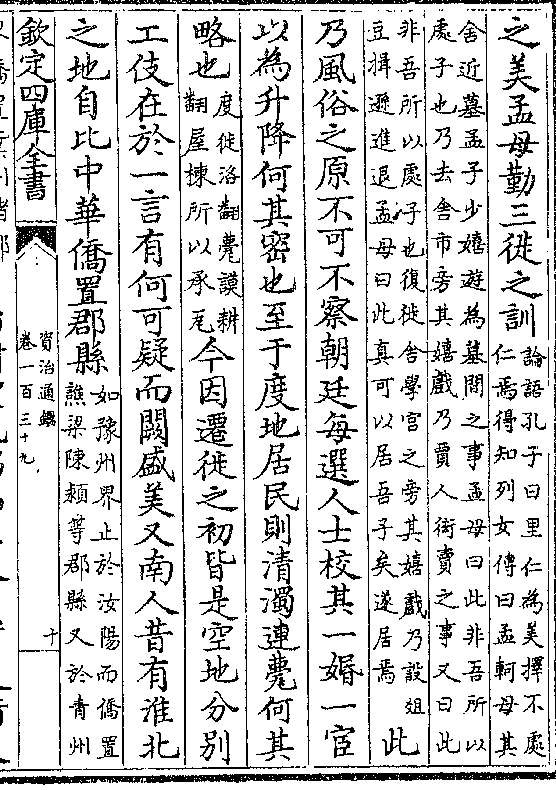 之美孟母勤三徙之訓論語孔子曰里仁為美擇不處
仁焉得知列女傳曰孟軻母其
舍近墓孟子少嬉遊為墓間之事孟母曰此非吾所以
處子也乃去舍市旁其嬉戲乃賈人衒賣之事又曰此
非吾所以處子也復徙舍學宮之旁其嬉戲乃設俎
豆揖遜進退孟母曰此真可以居吾子矣遂居焉此
乃風俗之原不可不察朝廷每選人士校其一婚一宦
以為升降何其密也至于度地居民則清濁連甍何其
略也度徒洛翻甍謨耕
翻屋棟所以承瓦今因遷徙之初皆是空地分別
工伎在於一言有何可疑而闕盛美又南人昔有淮北
之地自比中華僑置郡縣如豫州界止於汝陽而僑置
譙梁陳潁等郡縣又於青州
欽定四庫全書
資治通鑑
卷一百三十九
十